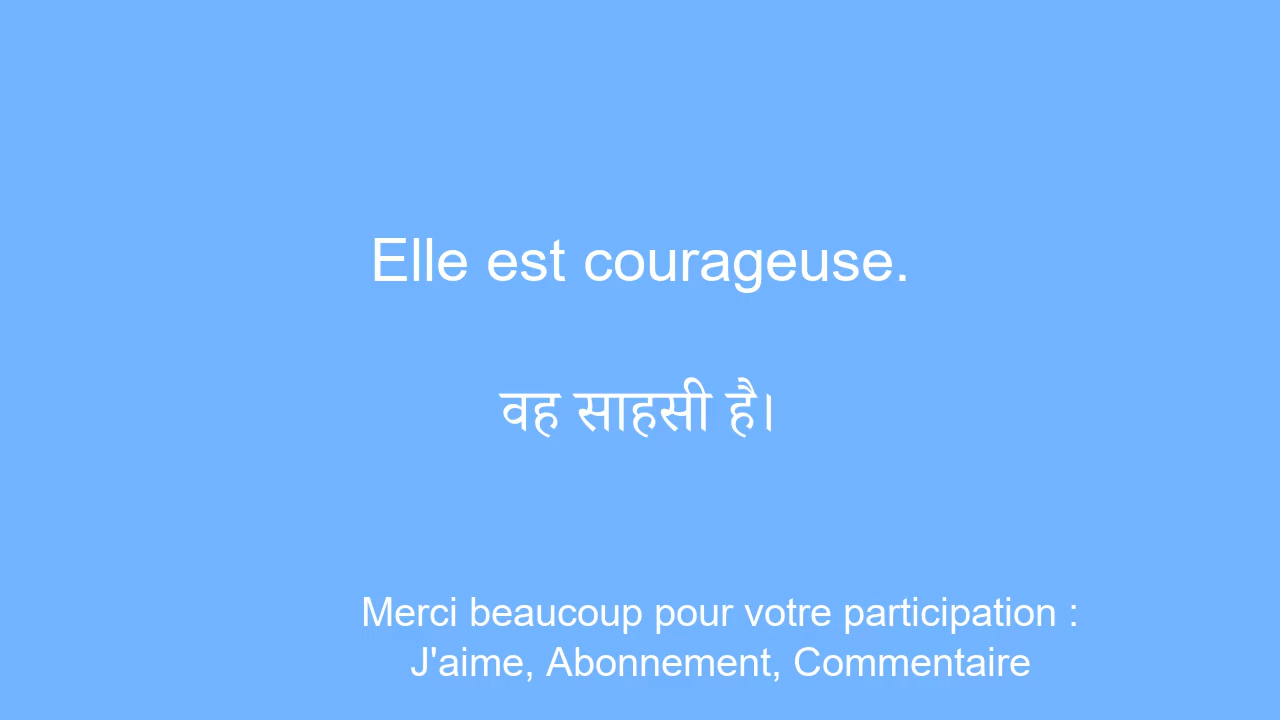 Elle est courageuse.
वह साहसी है।
Merci beaucoup pour votre participation :
J'aime, Abonnement, Commentaire